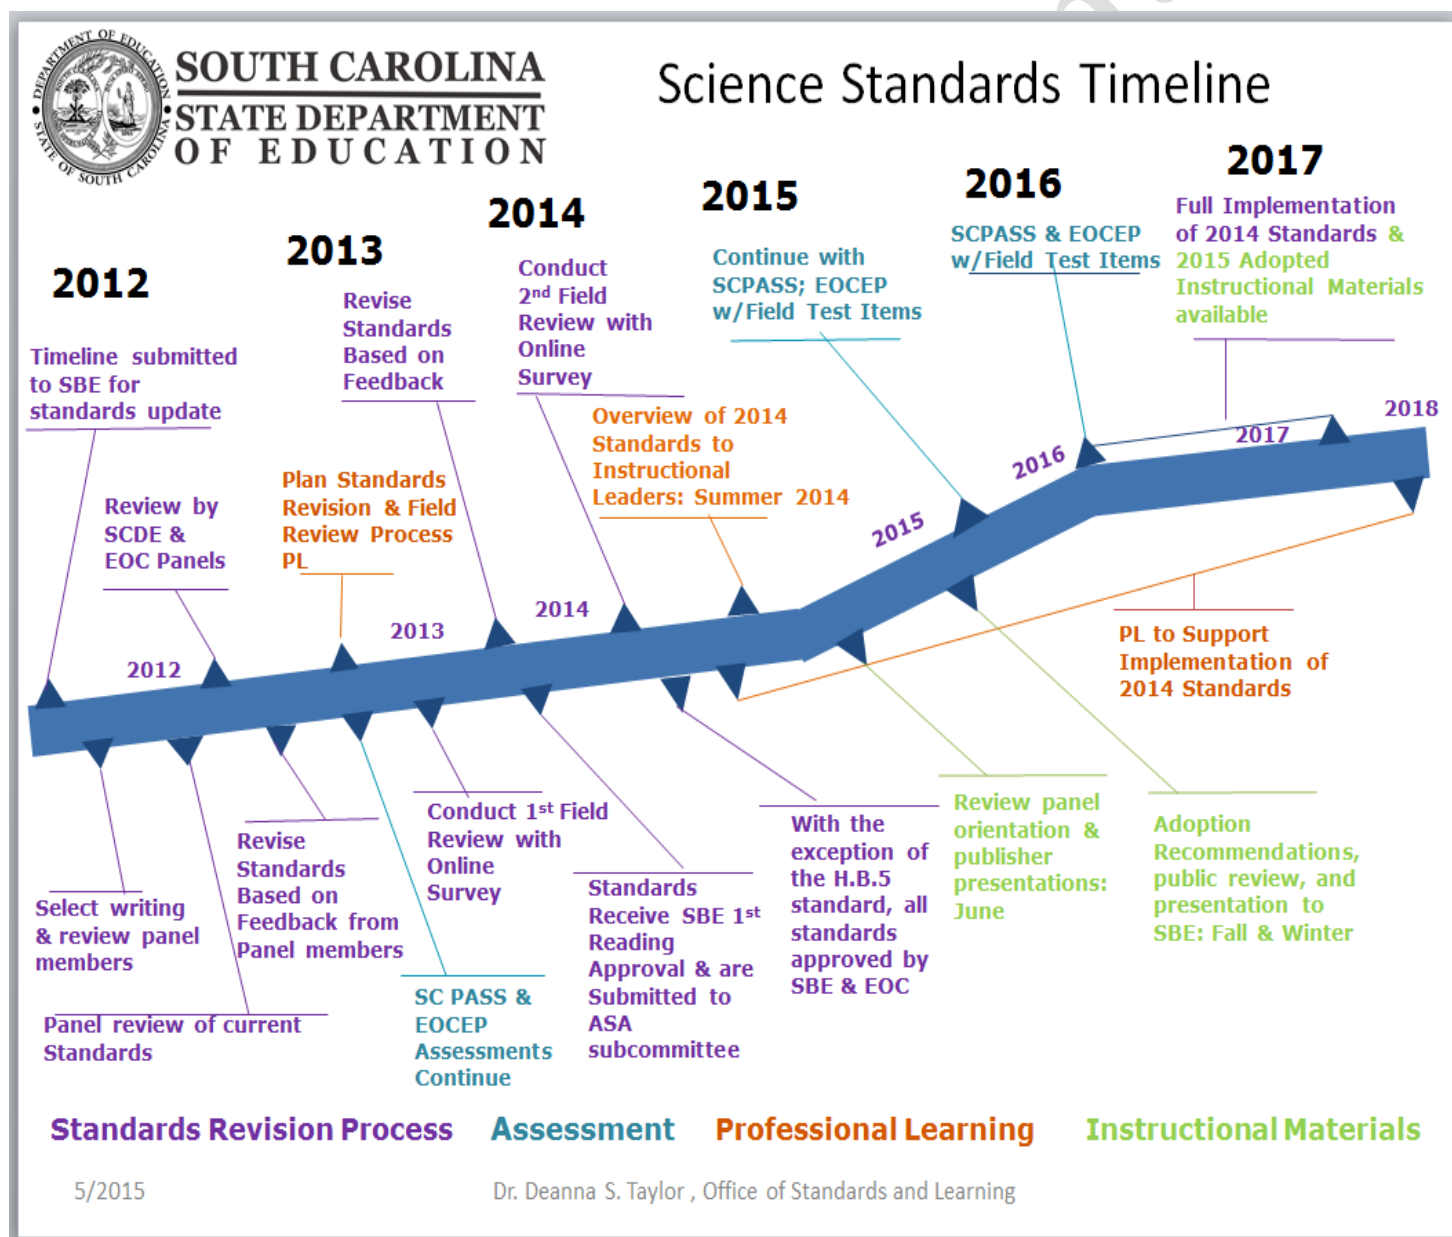 DEPARTMENT OF EDUCATION
STATE OF SOUTH CAROLINA
SOUTH CAROLINA
STATE DEPARTMENT
OF EDUCATION
Science Standards Timeline
2012
Timeline submitted
to SBE for
standards update
Review by
SCDE &
EOC Panels
2013
Plan Standards
Revision & Field
Review Process
PL
Revise
Standards
Based on
Feedback
2014
Conduct
2nd Field
Review with
Online
Survey
Overview of 2014
Standards to
Instructional
Leaders: Summer 2014
2015
Continue with
SCPASS; EOCEP
w/Field Test Items
2016
SCPASS & EOCEP
w/Field Test Items
2017
Full Implementation
of 2014 Standards &
2015 Adopted
Instructional Materials
available
2012
2013
2014
2015
2016
2017
2018
Select writing
& review panel
members
Panel review of current
Standards
Revise
Standards
Based on
Feedback from
Panel members
SC PASS &
EOCEP
Assessments
Continue
Conduct 1st Field
Review with
Online
Survey
Standards
Receive SBE 1st
Reading
Approval & are
Submitted to
ASA
subcommittee
With the
exception of
the H.B.5
standard, all
standards
approved by
SBE & EOC
Review panel
orientation &
publisher
presentations:
June
Adoption
Recommendations,
public review, and
presentation to
SBE: Fall & Winter
PL to Support
Implementation of
2014 Standards
Standards Revision Process
Assessment
Professional Learning
Instructional Materials
5/2015
Dr. Deanna S. Taylor , Office of Standards and Learning